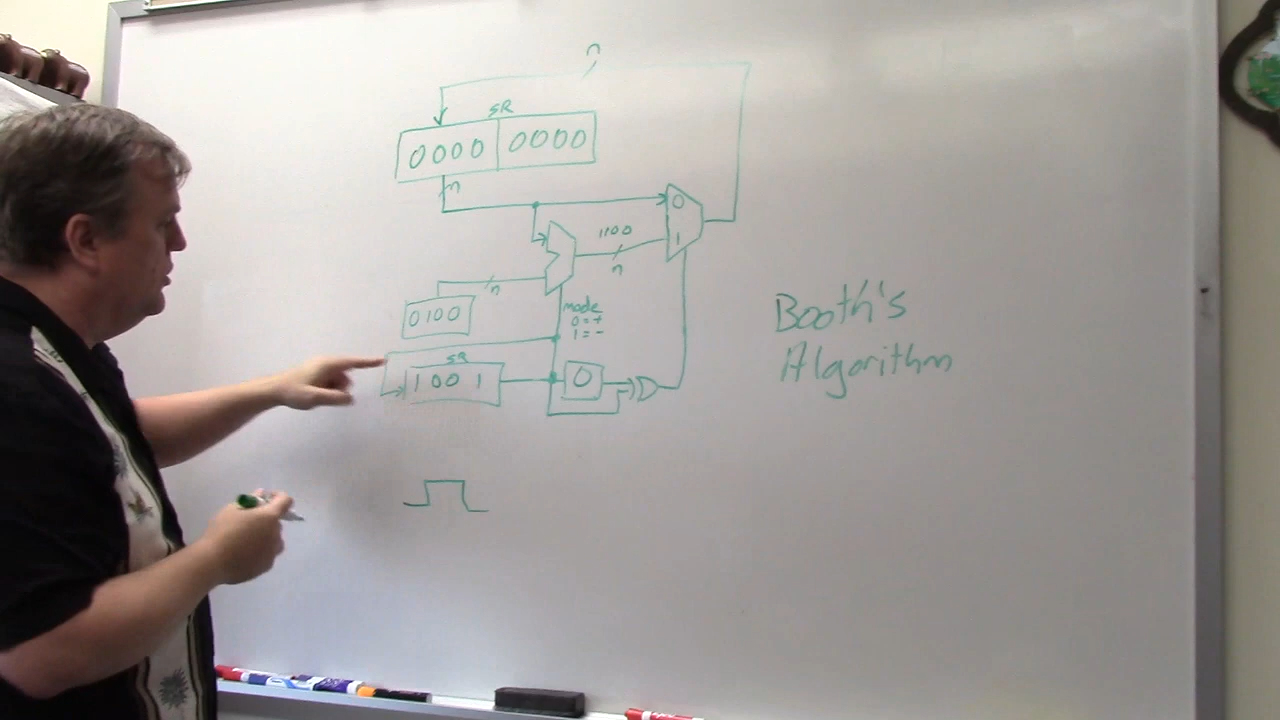 n
SR
0000 0000
n
0
1100
1
n
n
0100
mode
0=+
1=-
SR
1001
0
Booth's
Algorithm